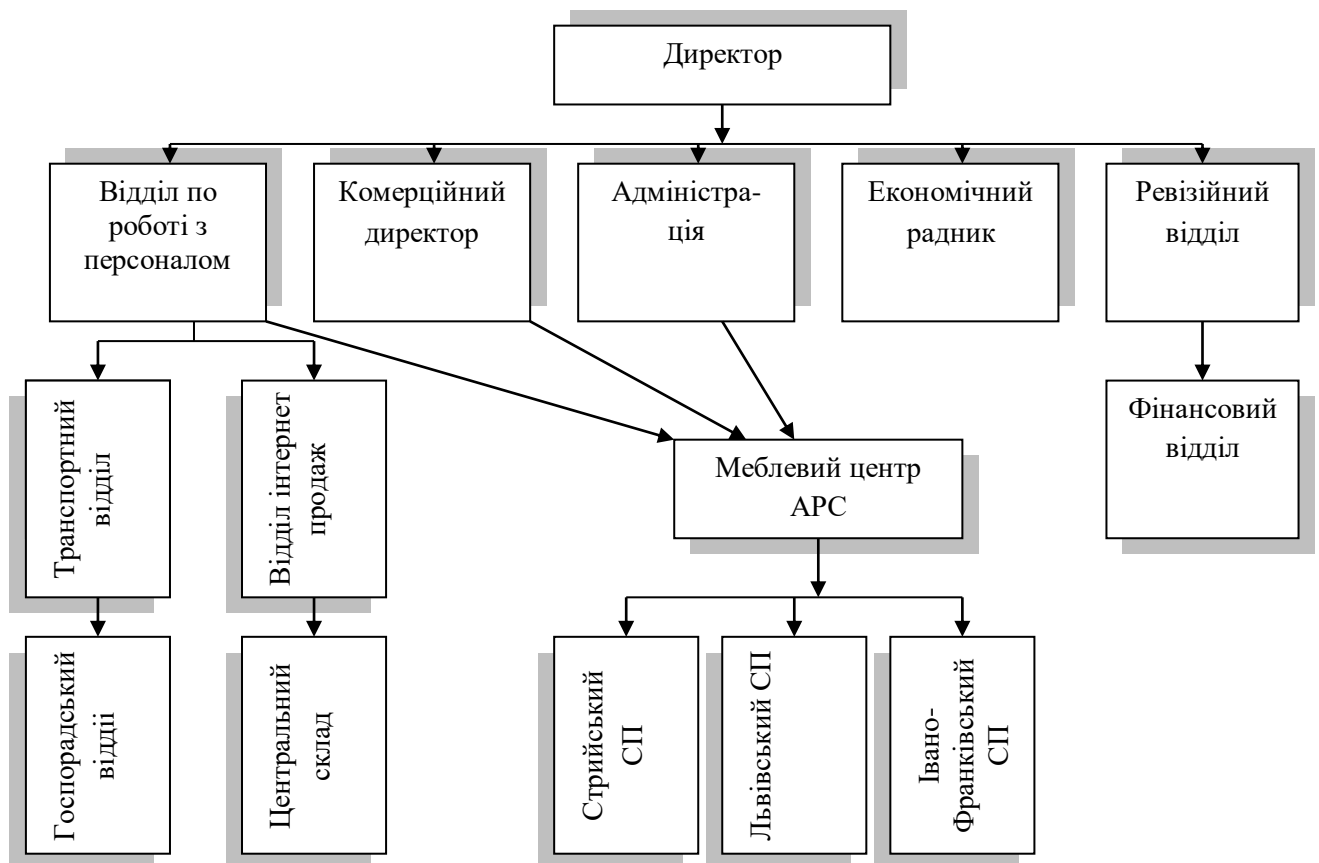 Директор
Відділ по
роботі з
персоналом
Комерційний
директор
Адміністра-
ція
Економічний
радник
Ревізійний
відділ
Транспортний
відділ
Відділ інтернет
продаж
Меблевий центр
АРС
Фінансовий
відділ
Госпорадський
віддіі
Центральний
склад
Стрийський
СП
Львівський СП
Івано-
Франківський
СП